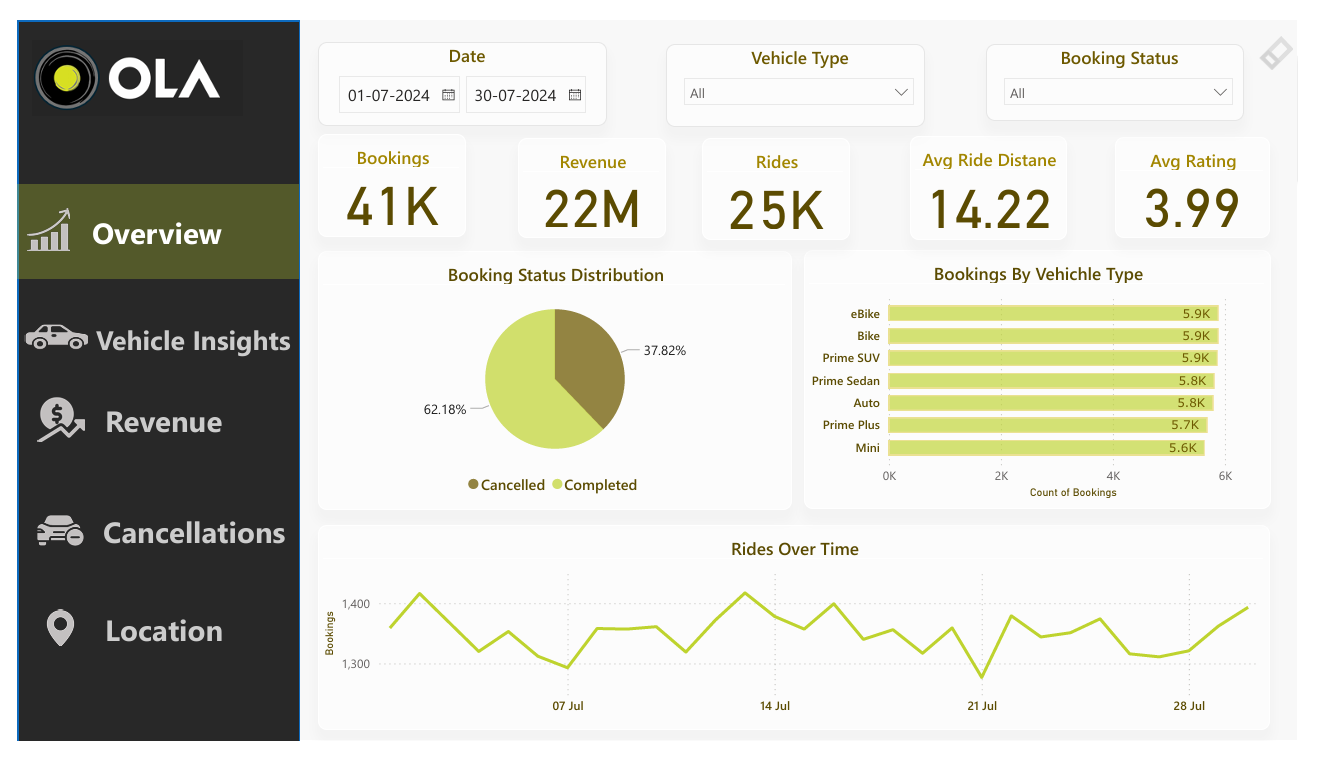 OLA
Overview
Vehicle Insights
Revenue
Cancellations
Location
Date
01-07-2024 30-07-2024
Vehicle Type
All
Booking Status
All
Bookings
41K
Revenue
22M
Rides
25K
Avg Ride Distane
14.22
Avg Rating
3.99
Booking Status Distribution
37.82%
62.18%
Cancelled Completed
Bookings By Vehichle Type
eBike 5.9K
Bike 5.9K
Prime SUV 5.9K
Prime Sedan 5.8K
Auto 5.8K
Prime Plus 5.7K
Mini 5.6K
0K 2K 4K 6K
Count of Bookings
Rides Over Time
Bookings
1,400
1,300
07 Jul 14 Jul 21 Jul 28 Jul